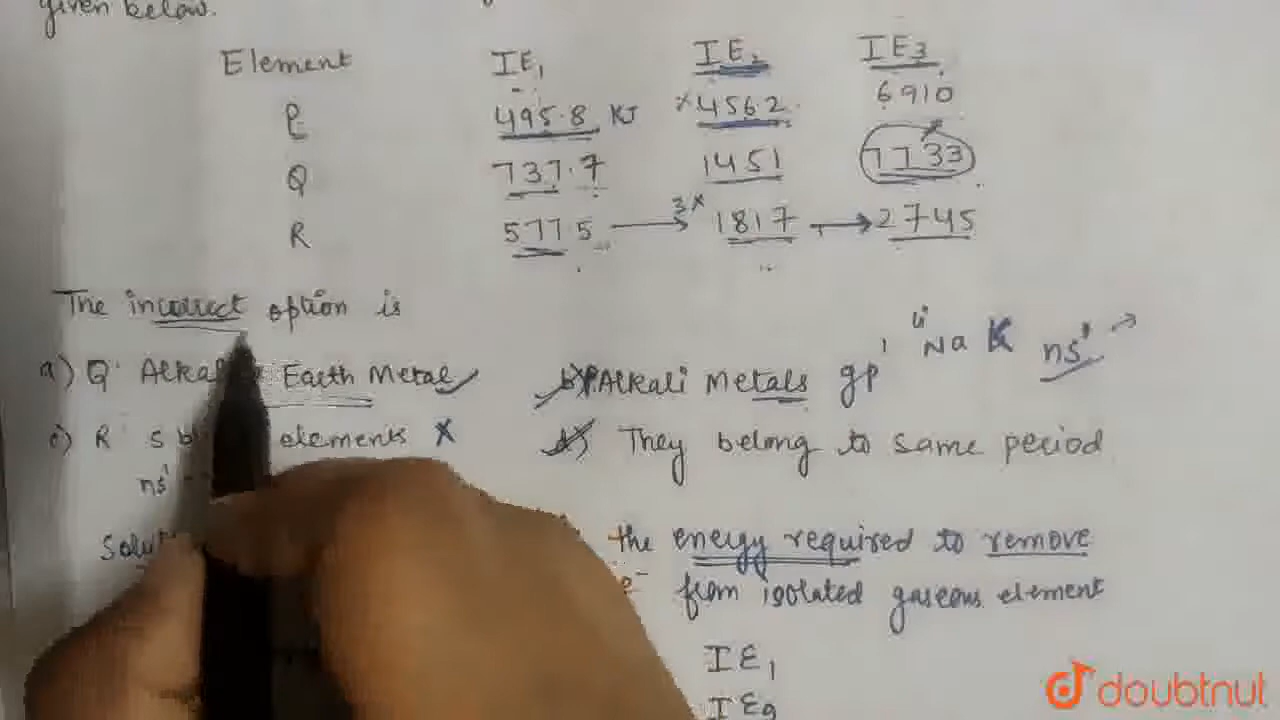 given below.
Element IE1 IE2 IE3
P 495.8 KJ 4562 6910
Q 737.7 1451 7733
R 577.5 1817 2745
The incorrect option is
Li Na K ns¹
gp¹
a) Q Earth Metal b) P Alkali Metals
c) R s elements d) They belong to same period
ns¹
the energy required to remove
e⁻ from isolated gaseous element
IE1
doubtnut